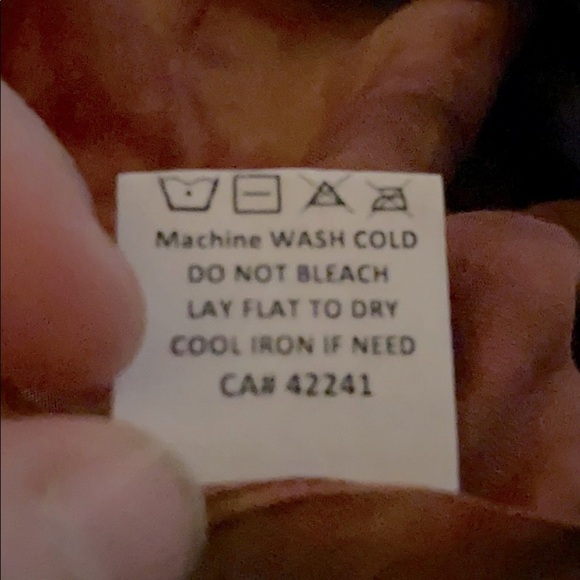 Machine WASH COLD
DO NOT BLEACH
LAY FLAT TO DRY
COOL IRON IF NEED
CA# 42241